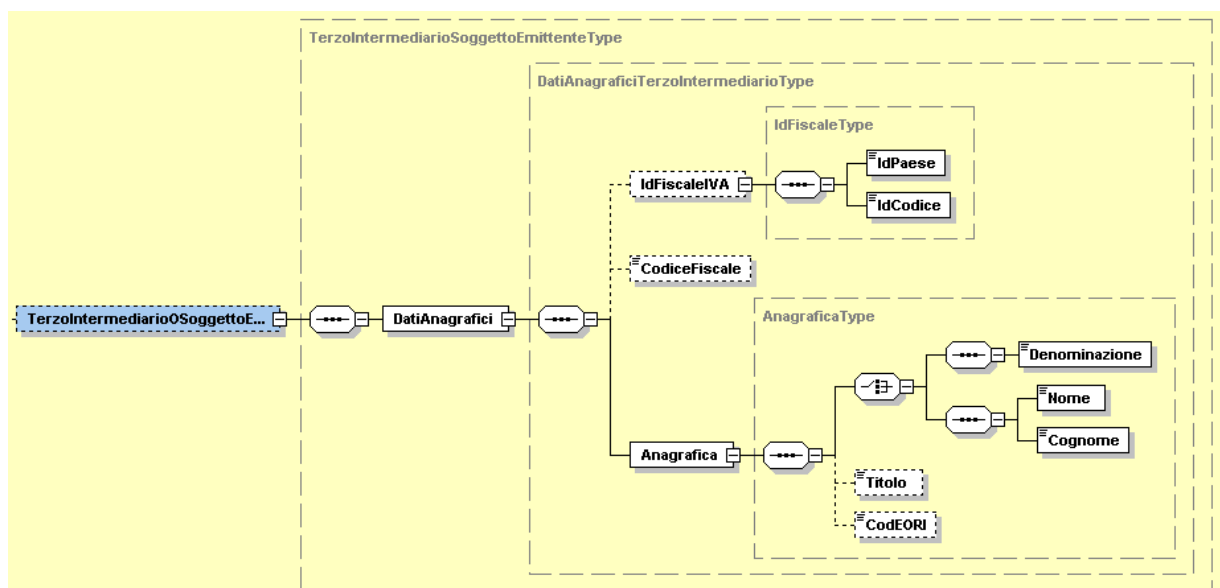 TerzoIntermediarioSoggettoEmittenteType
DatiAnagraficiTerzoIntermediarioType
IdFiscaleType
IdPaese
IdFiscaleIVA
IdCodice
CodiceFiscale
TerzoIntermediarioOSoggettoE...
DatiAnagrafici
AnagraficaType
Denominazione
Nome
Cognome
Anagrafica
Titolo
CodEORI